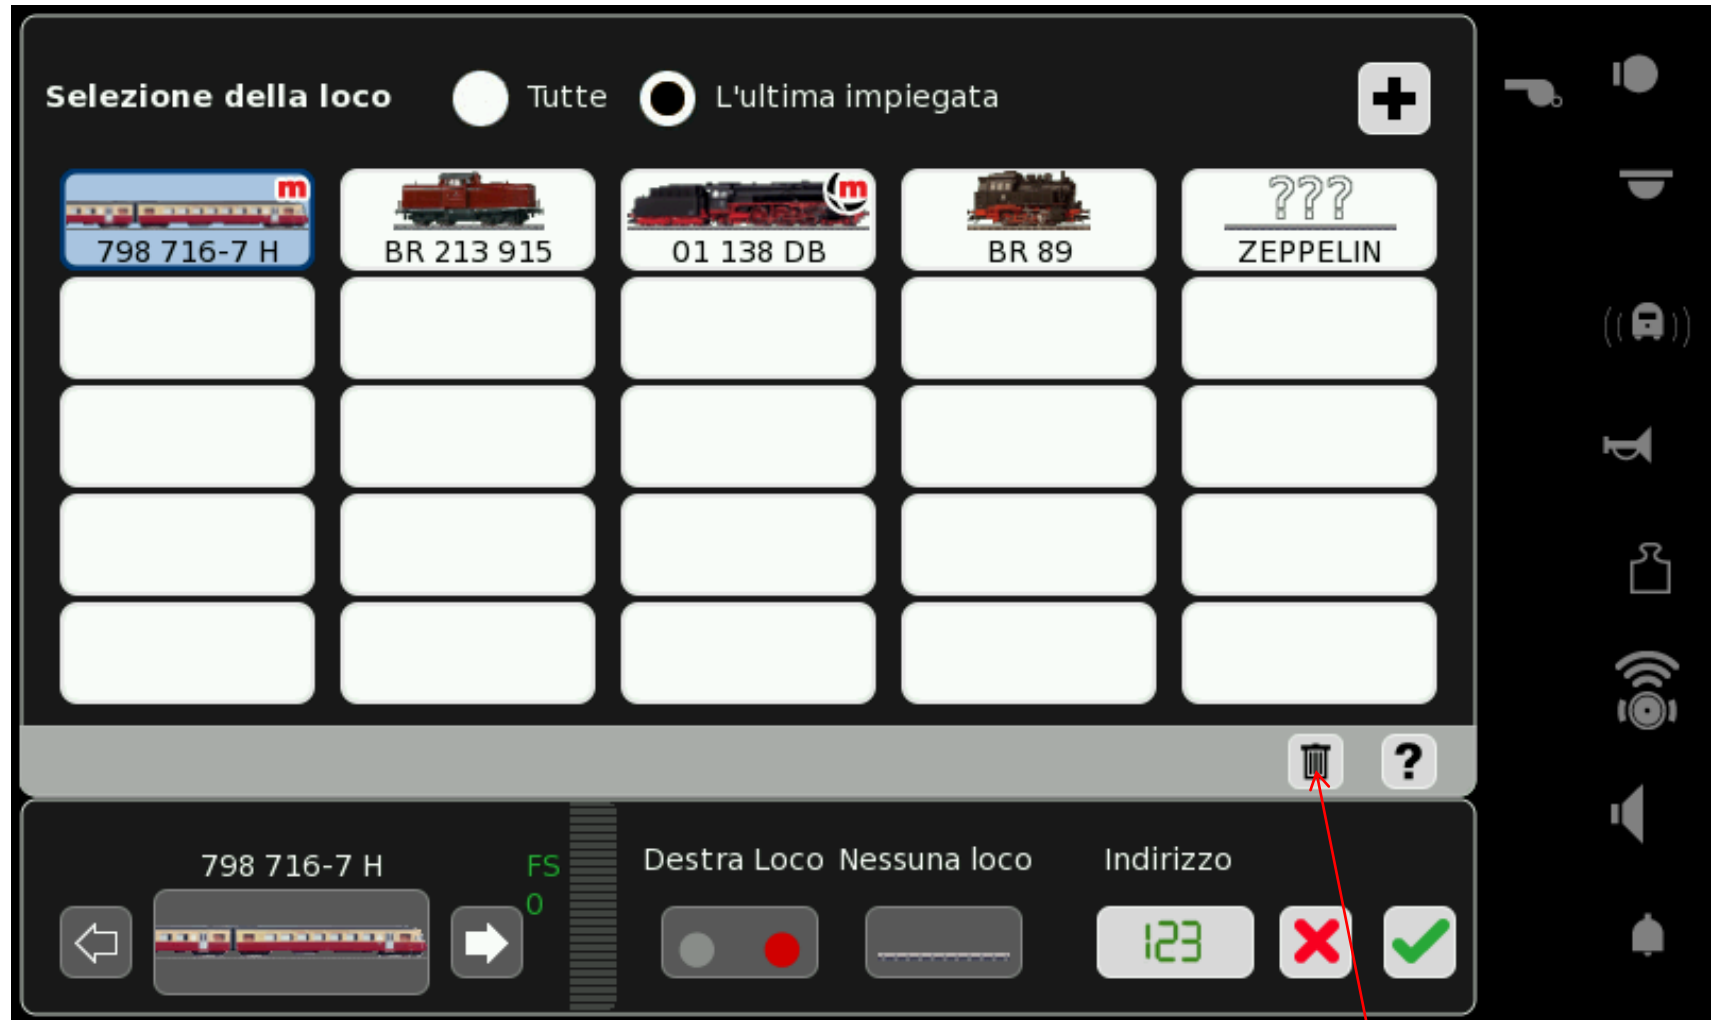 Selezione della loco Tutte L'ultima impiegata
m m ???
798 716-7 H BR 213 915 01 138 DB BR 89 ZEPPELIN
?
798 716-7 H FS Destra Loco Nessuna loco Indirizzo
0
123